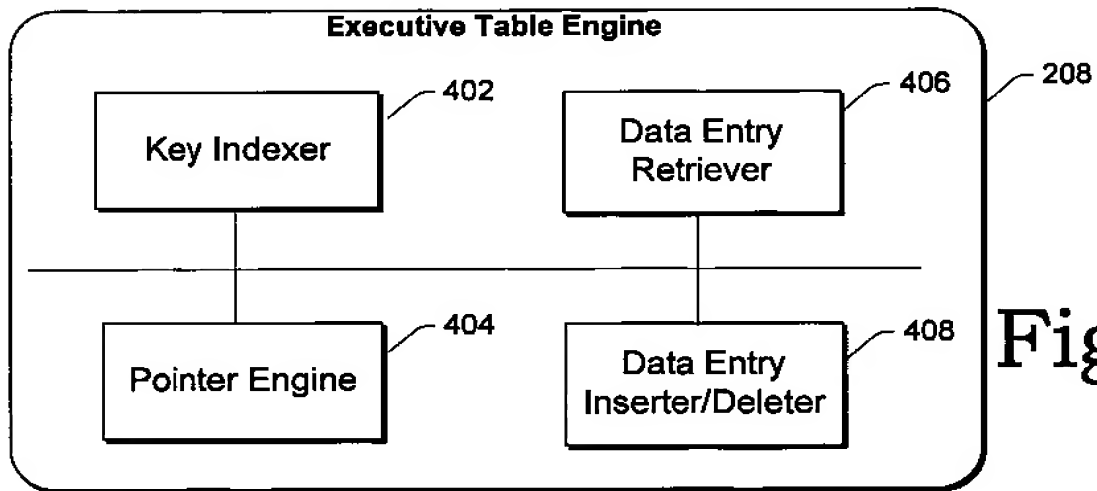 Executive Table Engine
208
402
Key Indexer
406
Data Entry
Retriever
404
Pointer Engine
408
Data Entry
Inserter/Deleter
Fig